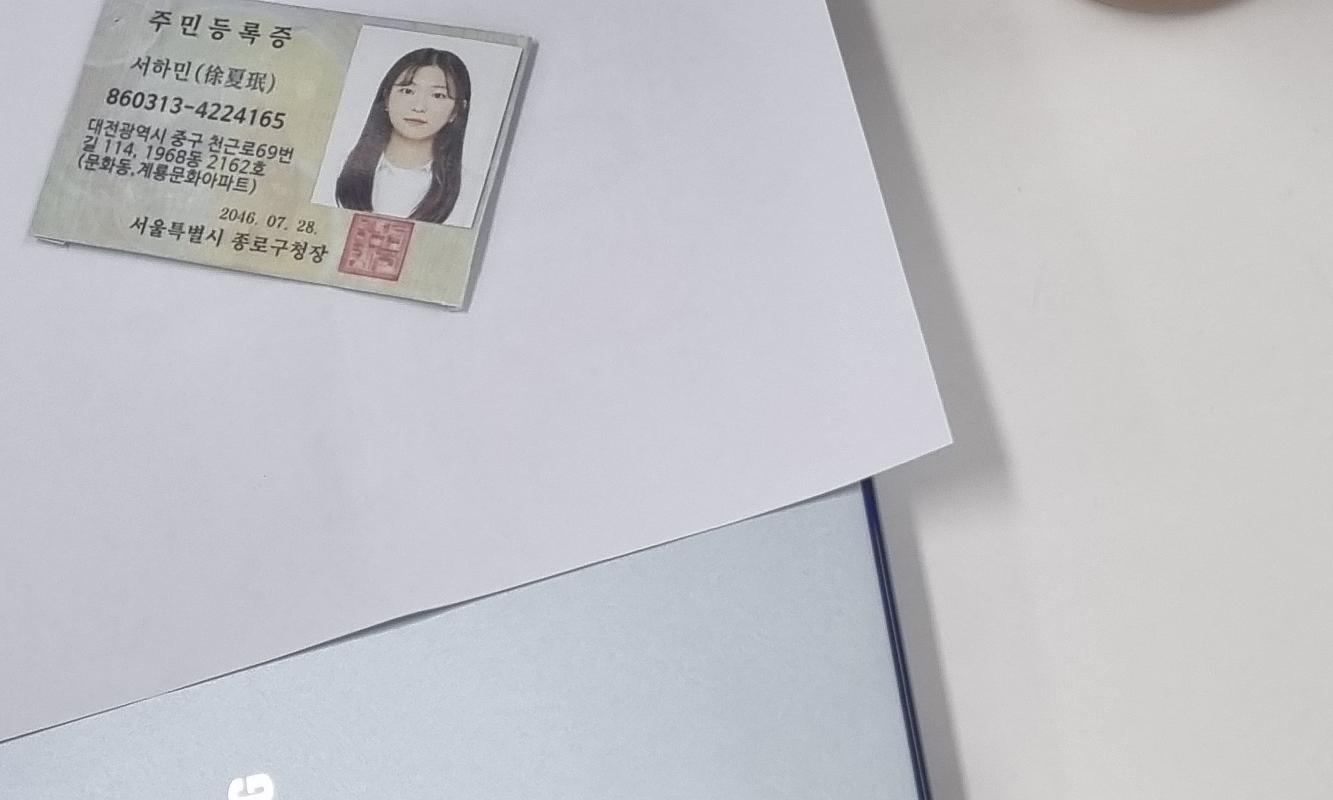 주민등록증
서하민(徐夏珉)
860313-4224165
대전광역시 중구 천근로69번
길 114, 1968동 2162호
(문화동,계룡문화아파트)
2046. 07. 28.
서울특별시 종로구청장
G